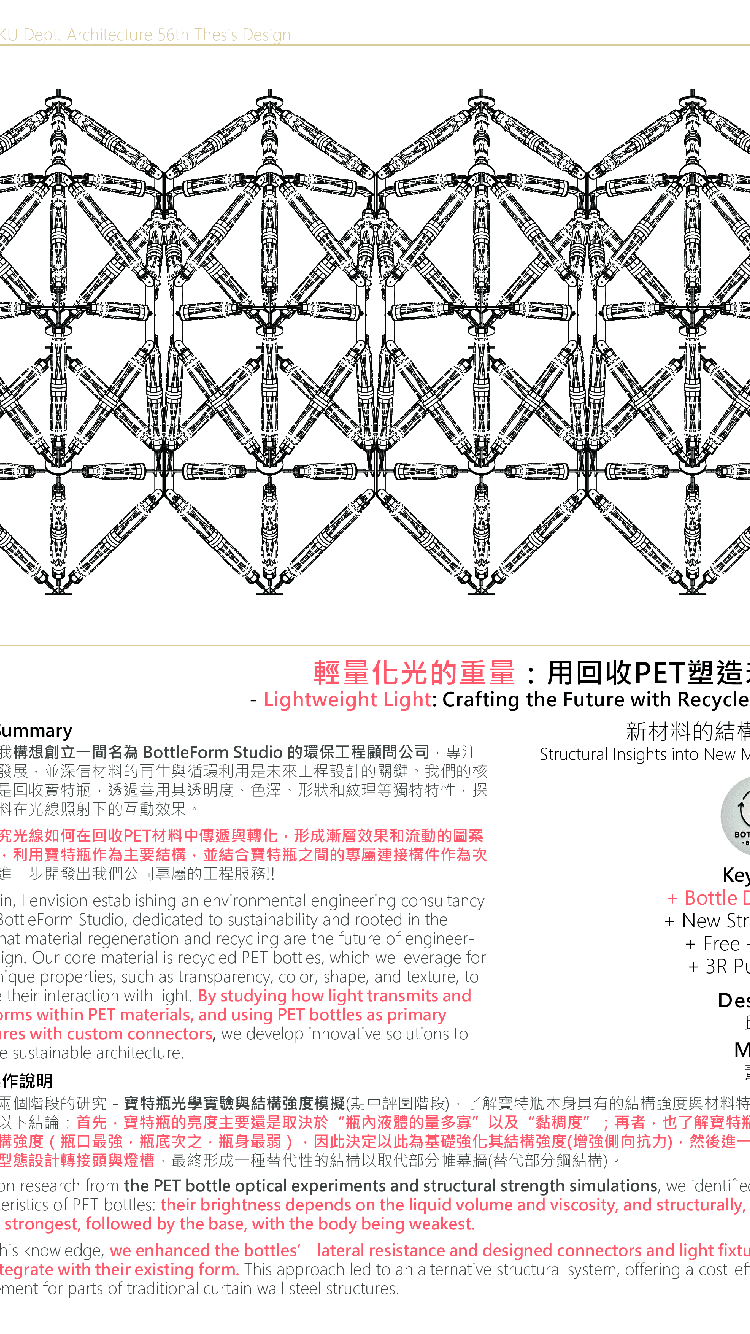 KU Dept. Architecture 56th Thesis Design
輕量化光的重量：用回收PET塑造
- Lightweight Light: Crafting the Future with Recycle
Summary
新材料的結構
Structural Insights into New M
我構想創立一間名為 BottleForm Studio 的環保工程顧問公司，專注
發展，並深信材料的再生與循環利用是未來工程設計的關鍵。我們的核
是回收寶特瓶，透過善用其透明度、色澤、形狀和紋理等獨特特性，探
料在光線照射下的互動效果。
究光線如何在回收PET材料中傳遞與轉化，形成漸層效果和流動的圖案
，利用寶特瓶作為主要結構，並結合寶特瓶之間的專屬連接構件作為次
進一步開發出我們公司專屬的工程服務!!
in, I envision establishing an environmental engineering consultancy
BottleForm Studio, dedicated to sustainability and rooted in the
hat material regeneration and recycling are the future of engineer-
ign. Our core material is recycled PET bottles, which we leverage for
nique properties, such as transparency, color, shape, and texture, to
e their interaction with light. By studying how light transmits and
orms within PET materials, and using PET bottles as primary
ures with custom connectors, we develop innovative solutions to
e sustainable architecture.
BOT
Key
+ Bottle D
+ New Str
+ Free -
+ 3R Pu
Des
M
作說明
兩個階段的研究 - 寶特瓶光學實驗與結構強度模擬(期中評圖階段)，了解寶特瓶本身具有的結構強度與材料特
以下結論：首先，寶特瓶的亮度主要還是取決於“瓶內液體的量多寡”以及“黏稠度”；再者，也了解寶特瓶
構強度（瓶口最強，瓶底次之，瓶身最弱），因此決定以此為基礎強化其結構強度(增強側向抗力)，然後進一
型態設計轉接頭與燈槽，最終形成一種替代性的結構以取代部分帷幕牆(替代部分鋼結構)。
on research from the PET bottle optical experiments and structural strength simulations, we identified
teristics of PET bottles: their brightness depends on the liquid volume and viscosity, and structurally,
strongest, followed by the base, with the body being weakest.
his knowledge, we enhanced the bottles’ lateral resistance and designed connectors and light fixtu
tegrate with their existing form. This approach led to an alternative structural system, offering a cost-eff
ement for parts of traditional curtain wall steel structures.